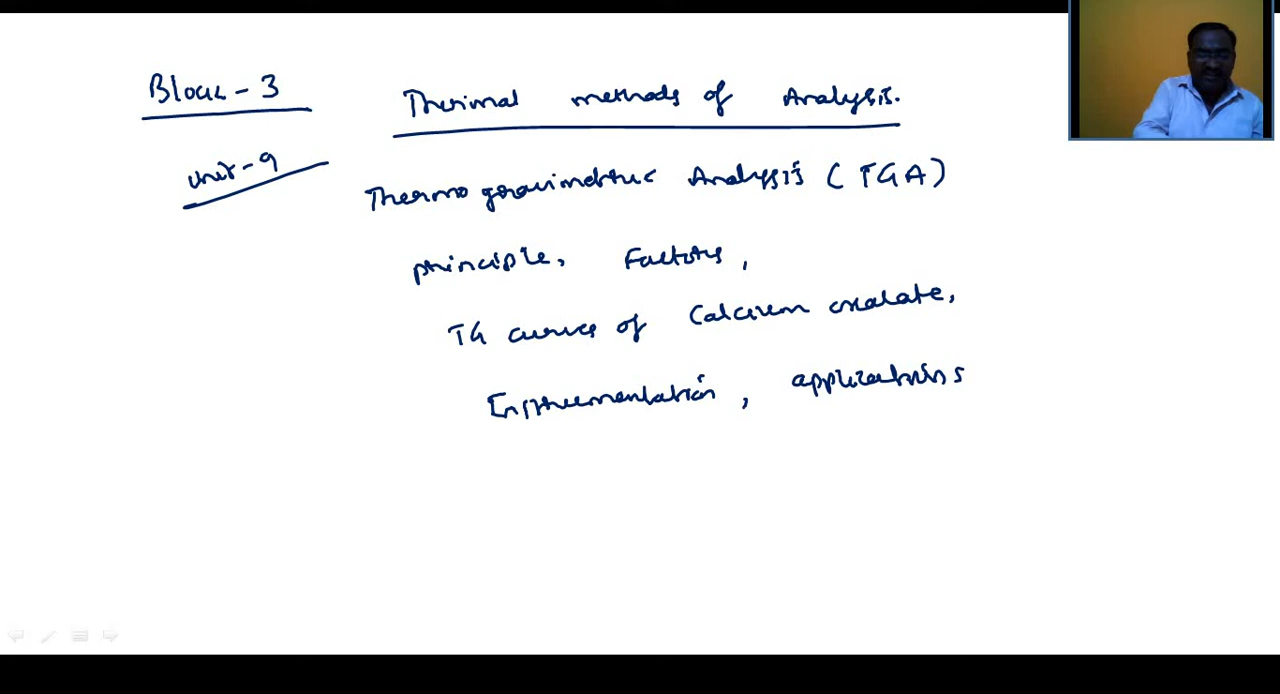 Block-3
Thermal methods of Analysis.
Unit-9
Thermo gravimetric Analysis (TGA)
principle, Factors,
TG curves of Calcium oxalate,
Instrumentation, applications